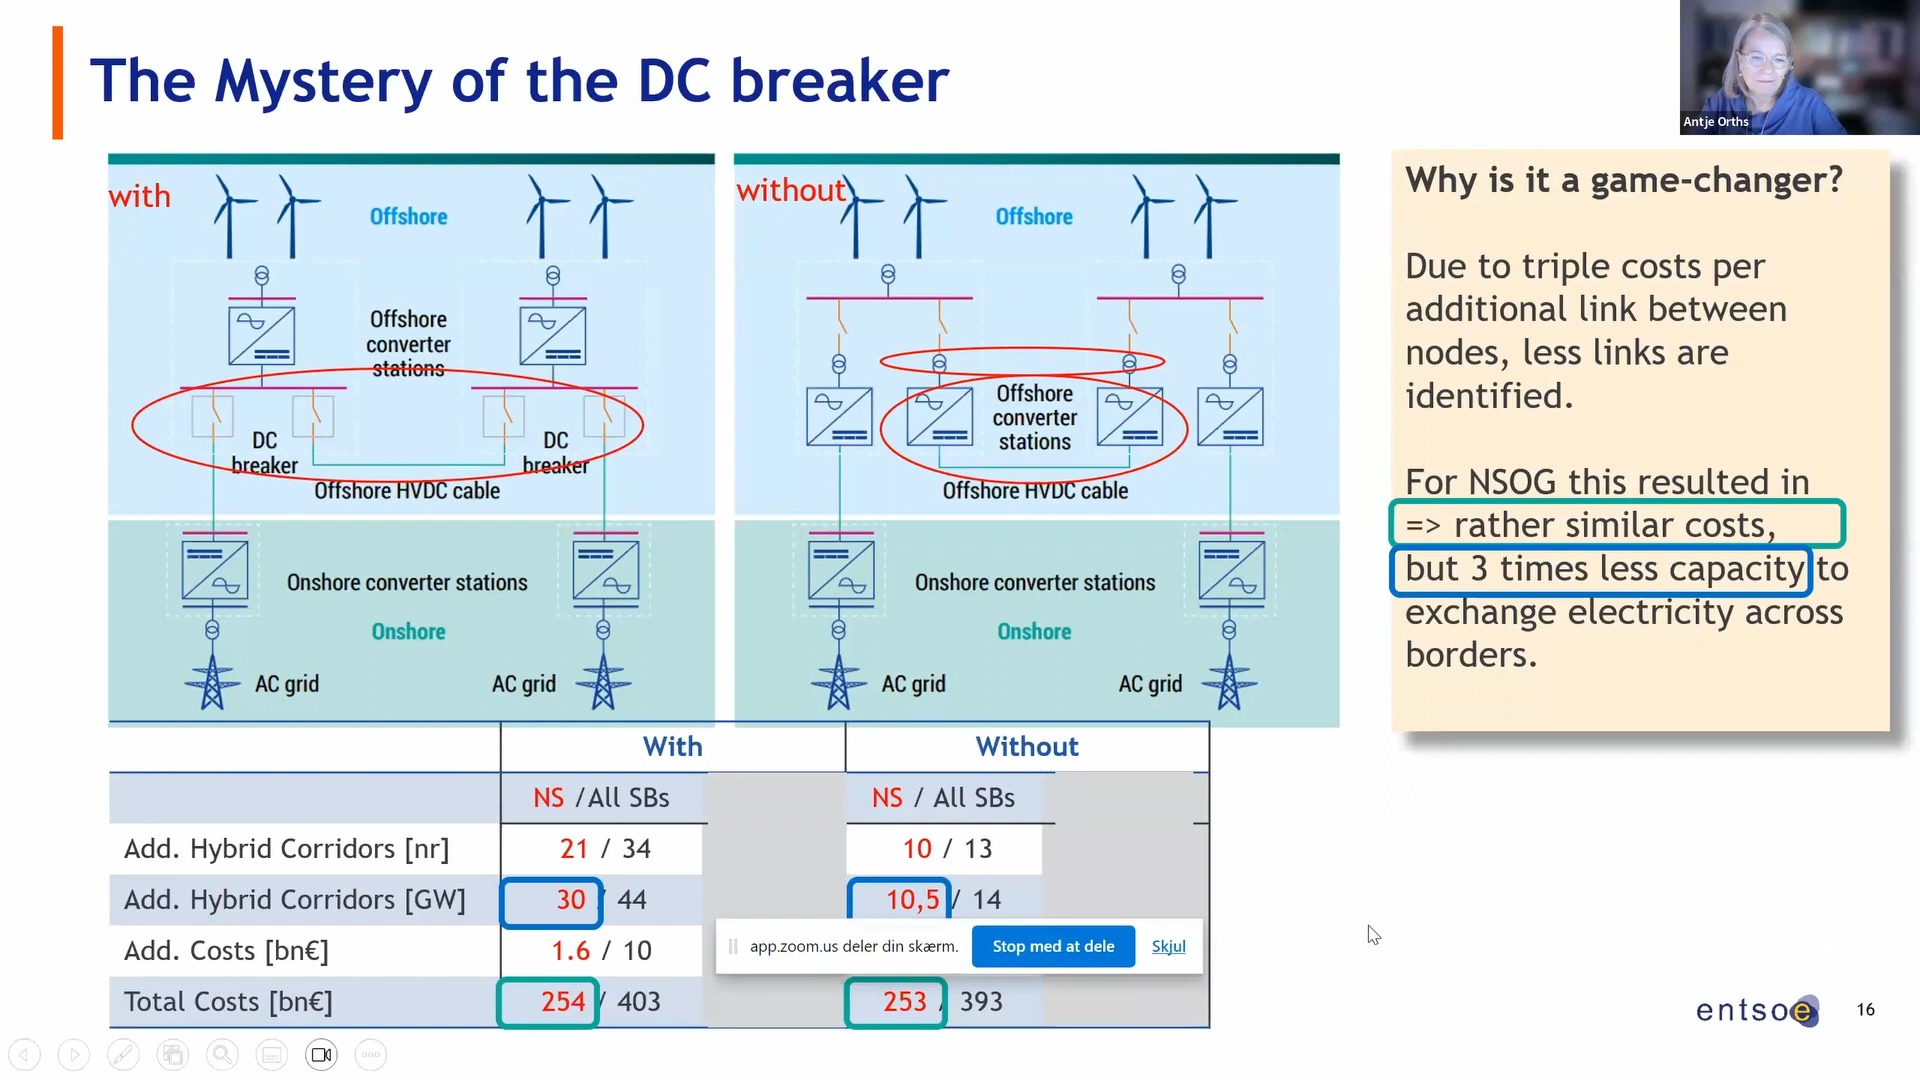 The Mystery of the DC breaker
Antje Orths
with
Offshore
Offshore
converter
stations
DC
breaker
DC
breaker
Offshore HVDC cable
Onshore converter stations
Onshore
AC grid
AC grid
without
Offshore
Offshore
converter
stations
Offshore HVDC cable
Onshore converter stations
Onshore
AC grid
AC grid
Why is it a game-changer?
Due to triple costs per
additional link between
nodes, less links are
identified.
For NSOG this resulted in
=> rather similar costs,
but 3 times less capacity to
exchange electricity across
borders.
With Without
NS /All SBs NS / All SBs
Add. Hybrid Corridors [nr] 21 / 34 10 / 13
Add. Hybrid Corridors [GW] 30 / 44 10,5 / 14
Add. Costs [bn€] 1.6 / 10
app.zoom.us deler din skærm. Stop med at dele Skjul
Total Costs [bn€] 254 / 403 253 / 393
entsoe 16